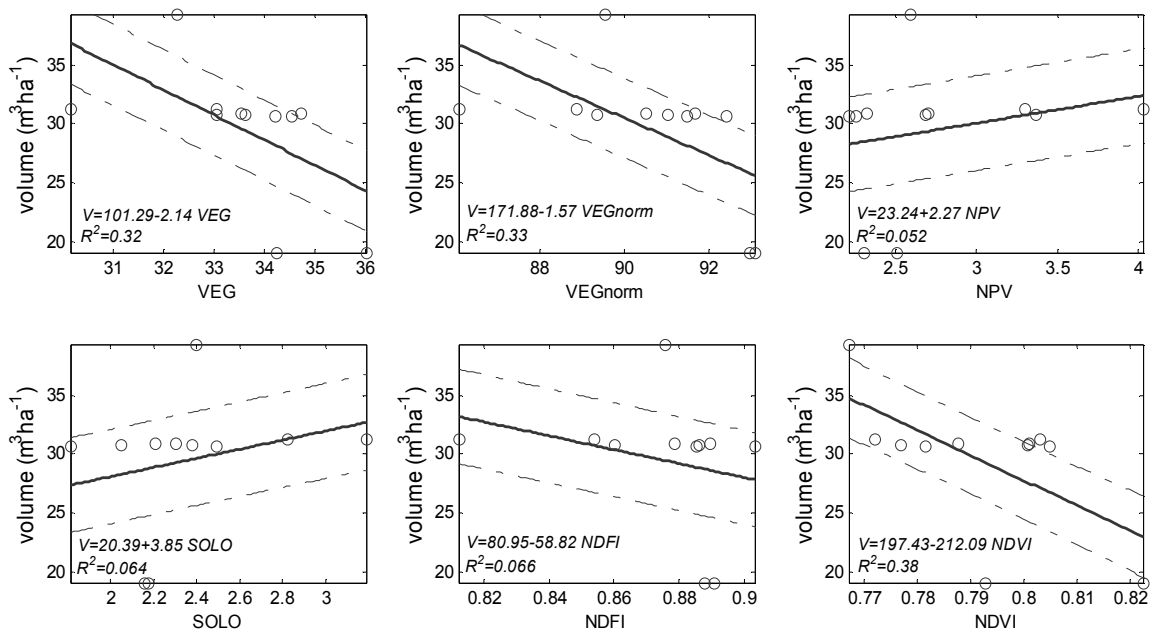 volume (m³ha⁻¹)
35
30
25
20
V=101.29-2.14 VEG
R²=0.32
31 32 33 34 35 36
VEG
volume (m³ha⁻¹)
35
30
25
20
V=171.88-1.57 VEGnorm
R²=0.33
88 90 92
VEGnorm
volume (m³ha⁻¹)
35
30
25
20
V=23.24+2.27 NPV
R²=0.052
2.5 3 3.5 4
NPV
volume (m³ha⁻¹)
35
30
25
20
V=20.39+3.85 SOLO
R²=0.064
2 2.2 2.4 2.6 2.8 3
SOLO
volume (m³ha⁻¹)
35
30
25
20
V=80.95-58.82 NDFI
R²=0.066
0.82 0.84 0.86 0.88 0.9
NDFI
volume (m³ha⁻¹)
35
30
25
20
V=197.43-212.09 NDVI
R²=0.38
0.77 0.78 0.79 0.8 0.81 0.82
NDVI